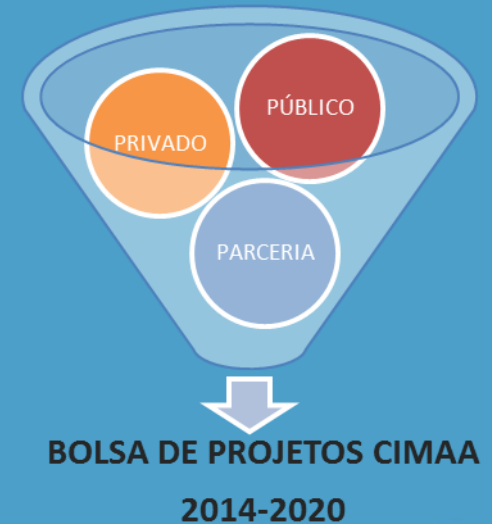 PÚBLICO
PRIVADO
PARCERIA
BOLSA DE PROJETOS CIMAA
2014-2020